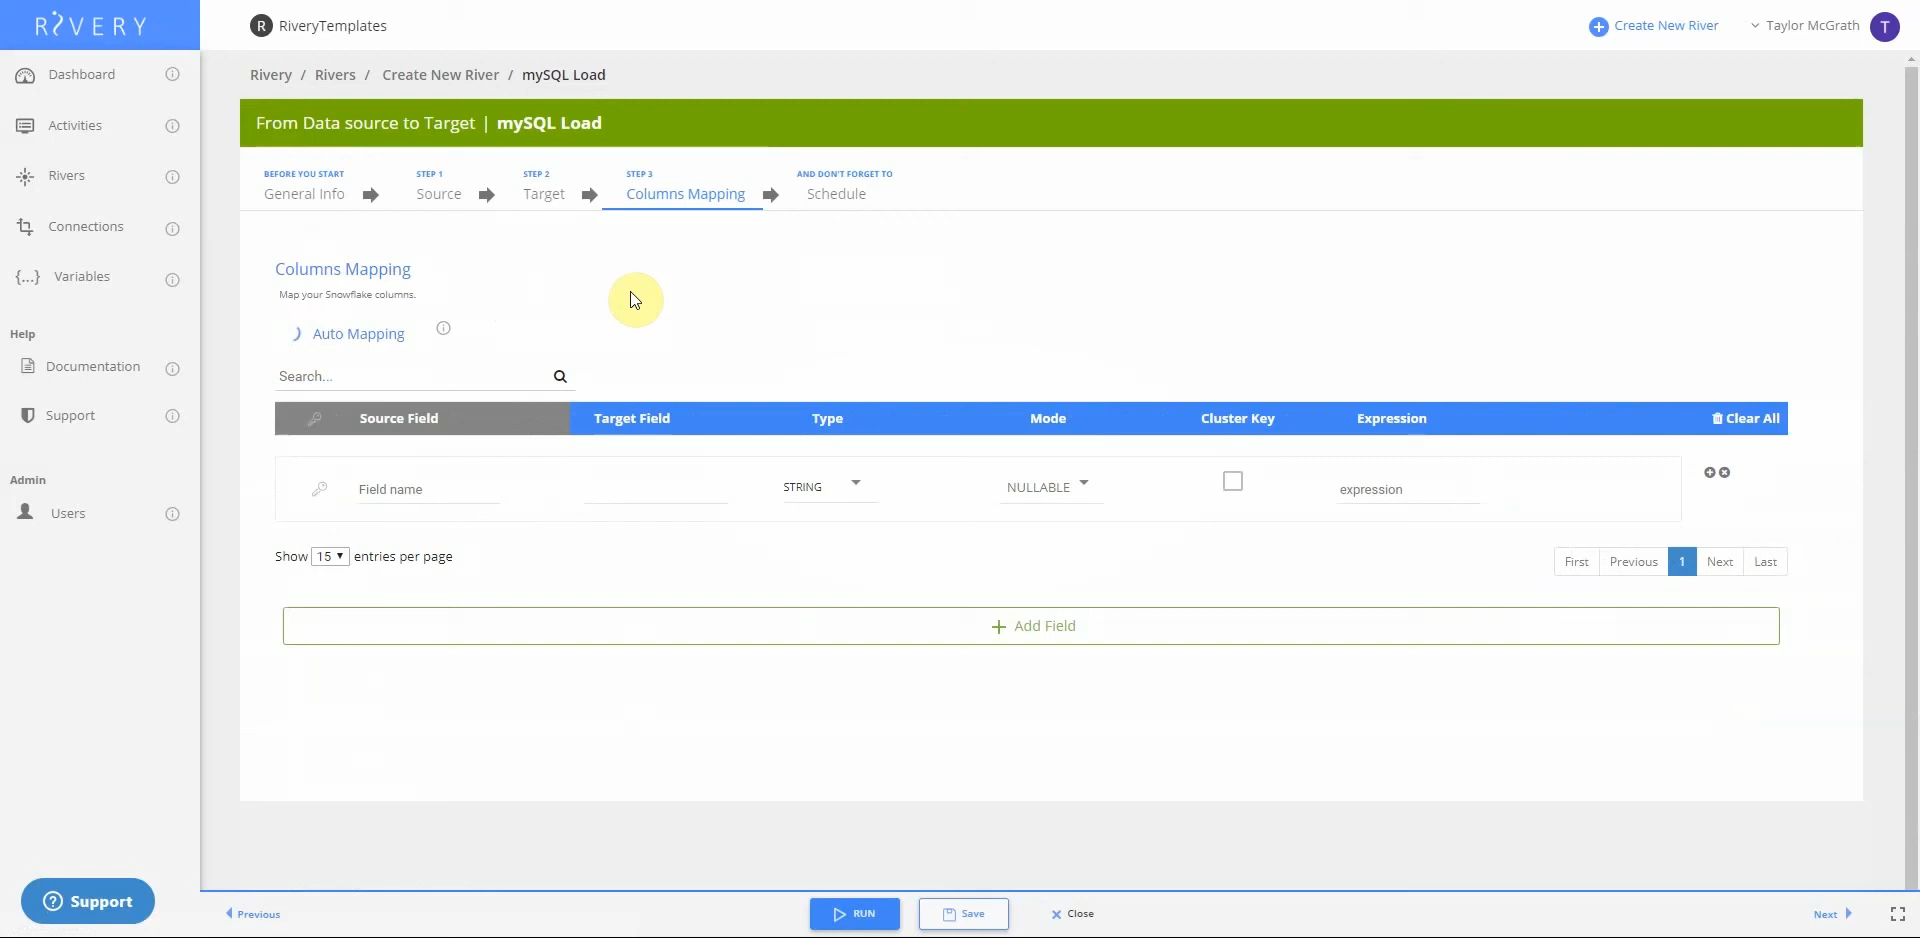 RIVERY
R RiveryTemplates
Create New River
Taylor McGrath T
Dashboard
Activities
Rivers
Connections
{...} Variables
Help
Documentation
Support
Admin
Users
Support
Rivery / Rivers / Create New River / mySQL Load
From Data source to Target | mySQL Load
BEFORE YOU START
General Info
STEP 1
Source
STEP 2
Target
STEP 3
Columns Mapping
AND DON'T FORGET TO
Schedule
Columns Mapping
Map your Snowflake columns.
Auto Mapping
Search...
Source Field Target Field Type Mode Cluster Key Expression Clear All
Field name STRING NULLABLE expression
Show 15 entries per page
First Previous 1 Next Last
+ Add Field
Previous RUN Save Close Next